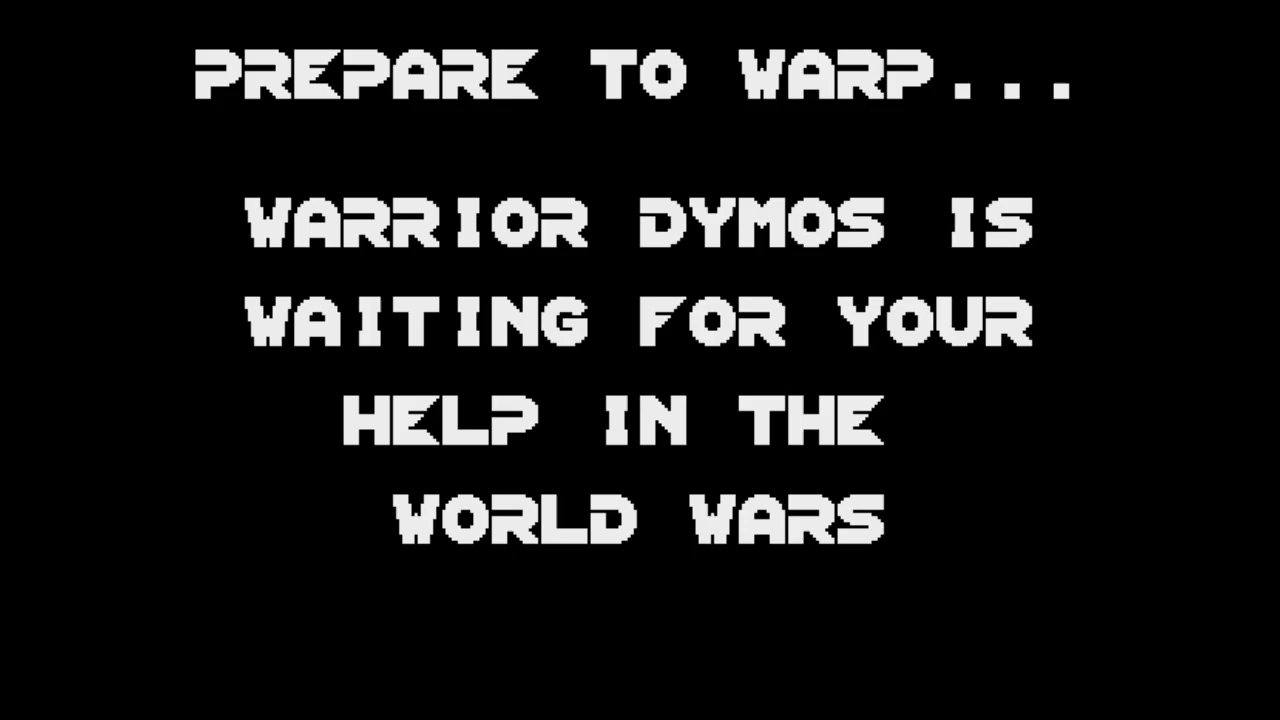 PREPARE TO WARP...
WARRIOR DYMOS IS
WAITING FOR YOUR
HELP IN THE
WORLD WARS